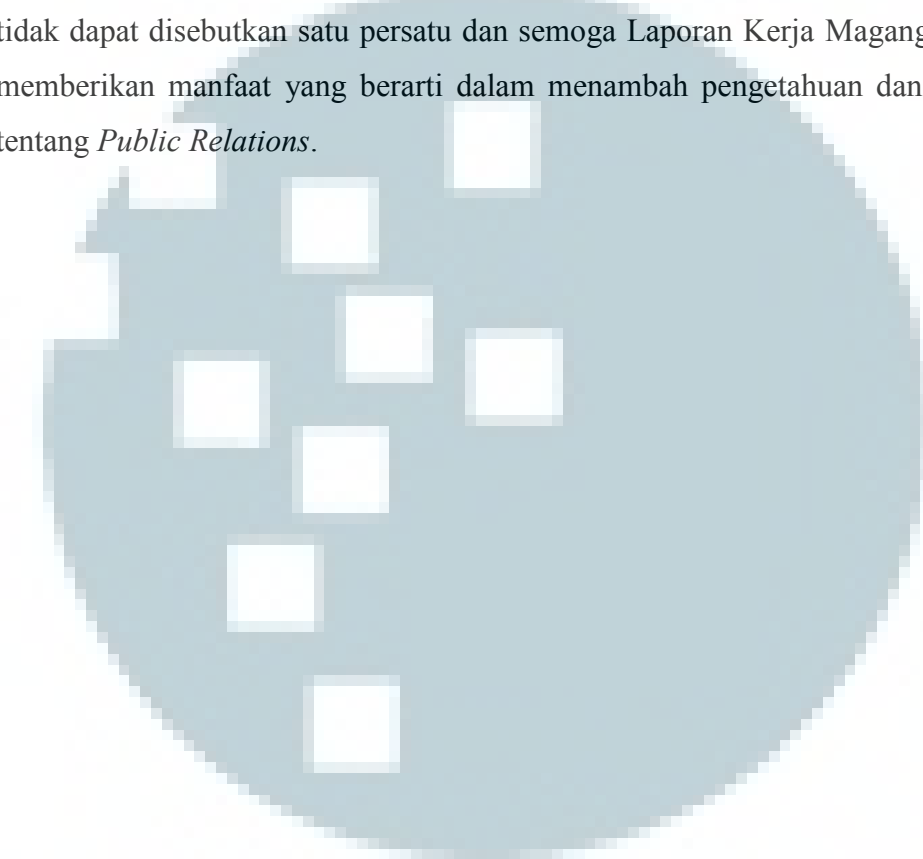 tidak dapat disebutkan satu persatu dan semoga Laporan Kerja Magang
memberikan manfaat yang berarti dalam menambah pengetahuan dan
tentang Public Relations.